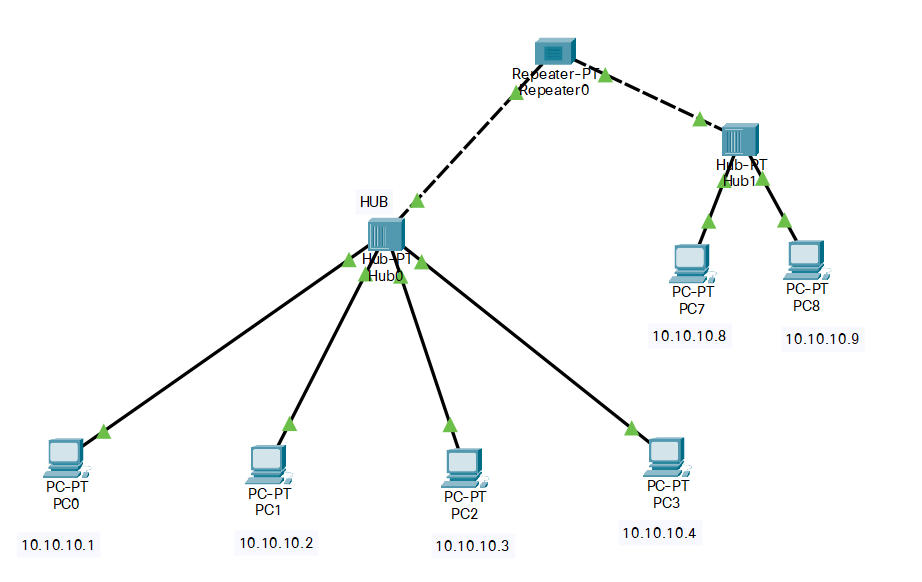 Repeater-PT
Repeater0
Hub-PT
Hub1
HUB
Hub-PT
Hub0
PC-PT
PC7
PC-PT
PC8
10.10.10.8
10.10.10.9
PC-PT
PC0
PC-PT
PC1
PC-PT
PC2
PC-PT
PC3
10.10.10.1
10.10.10.2
10.10.10.3
10.10.10.4